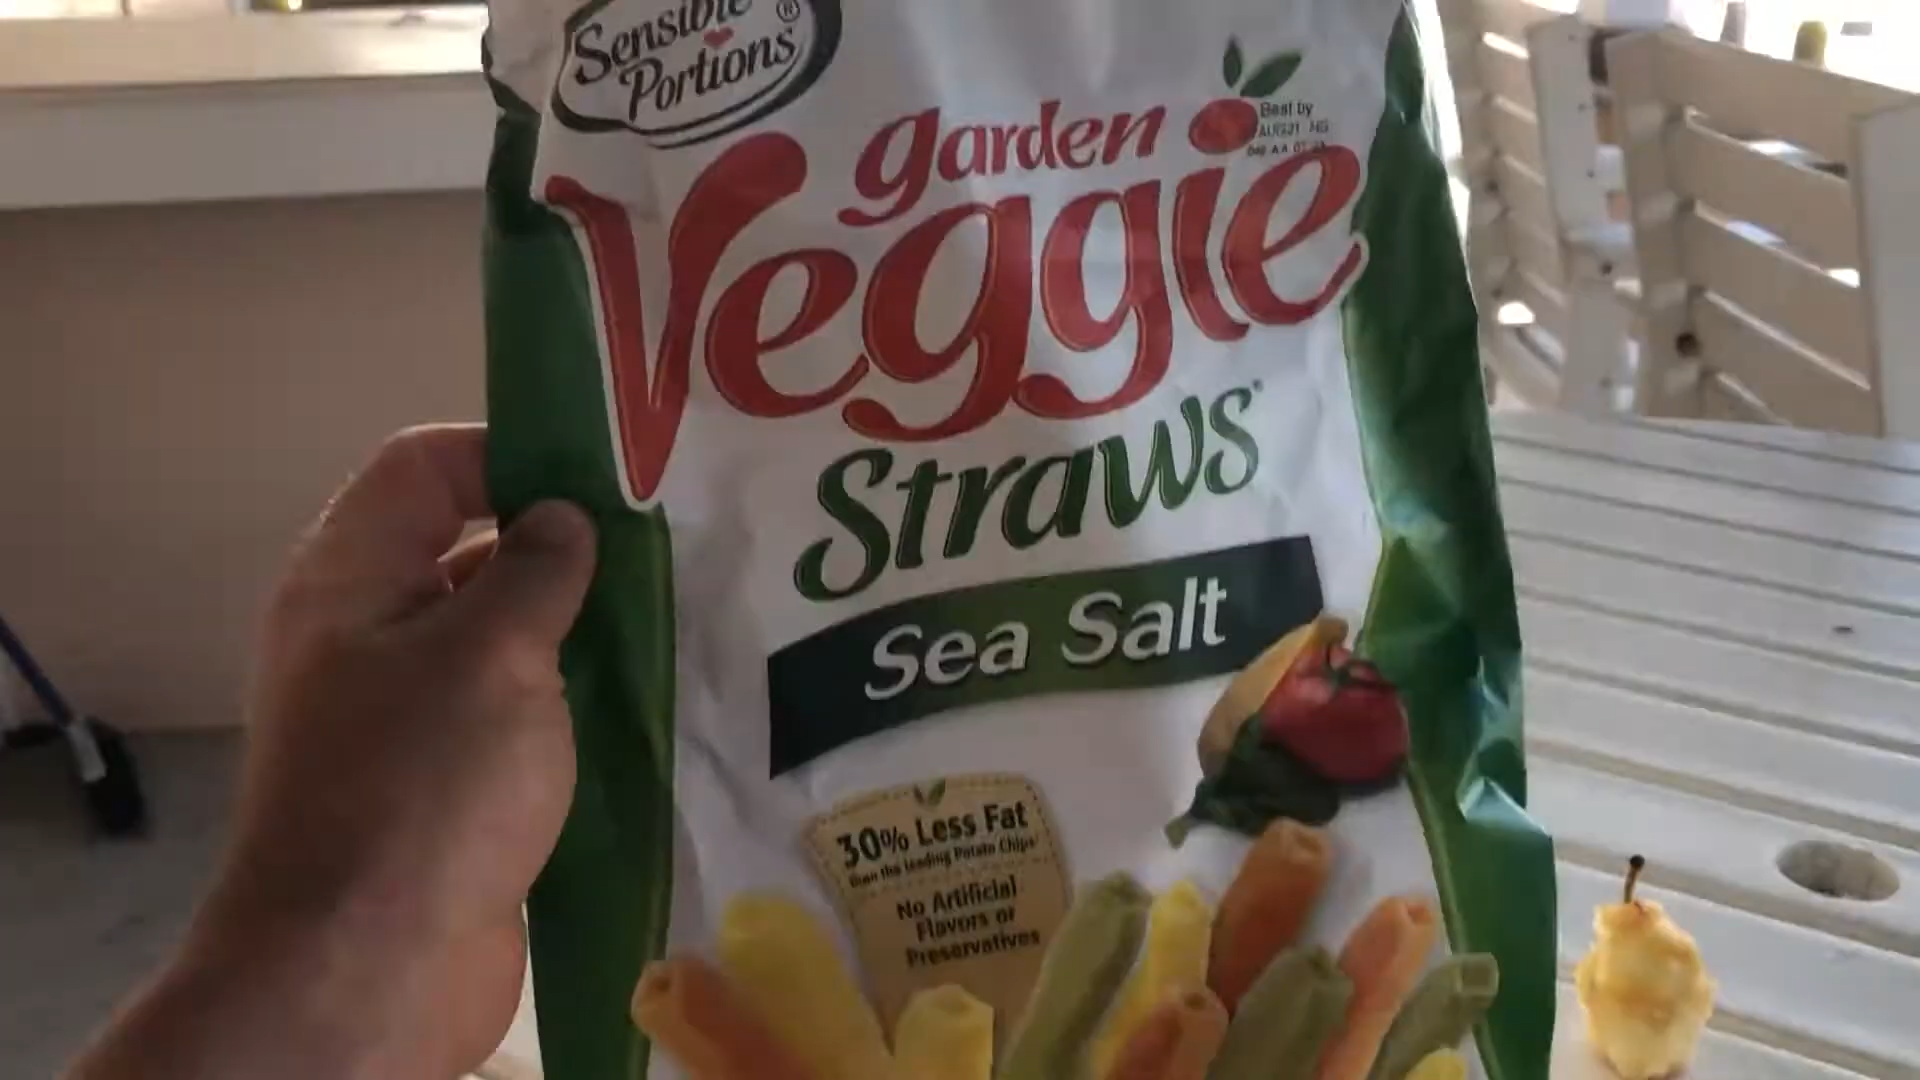 Sensible
Portions®
garden
Veggie
Straws
Sea Salt
Best by
AUG21
30% Less Fat
than the leading Potato Chips
No Artificial
Flavors or
Preservatives